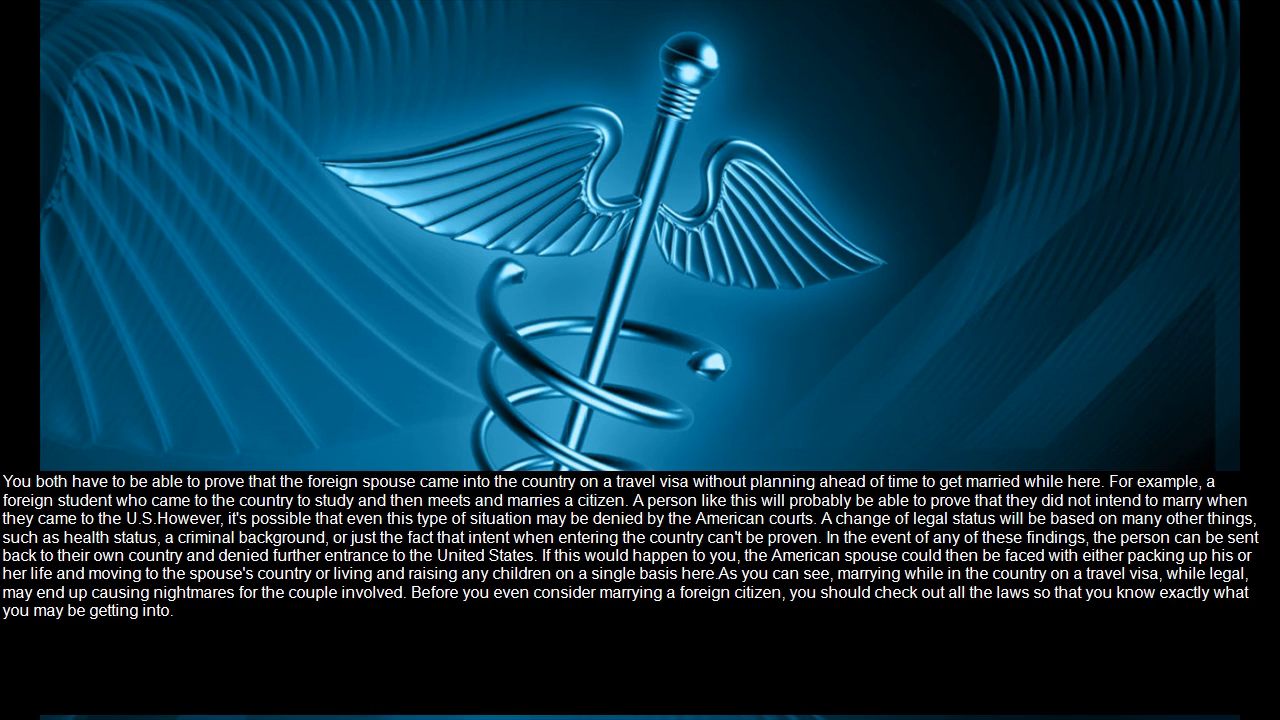 You both have to be able to prove that the foreign spouse came into the country on a travel visa without planning ahead of time to get married while here. For example, a
foreign student who came to the country to study and then meets and marries a citizen. A person like this will probably be able to prove that they did not intend to marry when
they came to the U.S.However, it's possible that even this type of situation may be denied by the American courts. A change of legal status will be based on many other things,
such as health status, a criminal background, or just the fact that intent when entering the country can't be proven. In the event of any of these findings, the person can be sent
back to their own country and denied further entrance to the United States. If this would happen to you, the American spouse could then be faced with either packing up his or
her life and moving to the spouse's country or living and raising any children on a single basis here.As you can see, marrying while in the country on a travel visa, while legal,
may end up causing nightmares for the couple involved. Before you even consider marrying a foreign citizen, you should check out all the laws so that you know exactly what
you may be getting into.